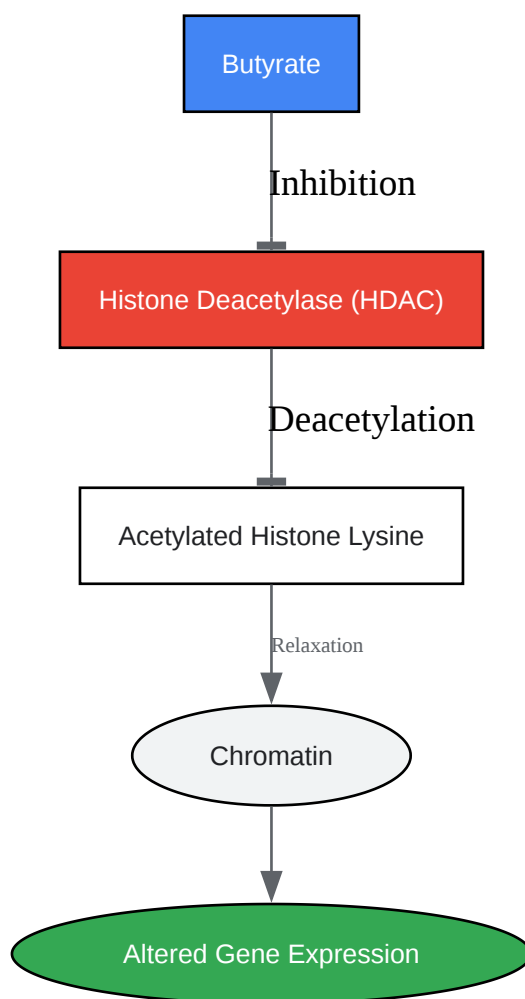 Butyrate
Inhibition
Histone Deacetylase (HDAC)
Deacetylation
Acetylated Histone Lysine
Relaxation
Chromatin
Altered Gene Expression